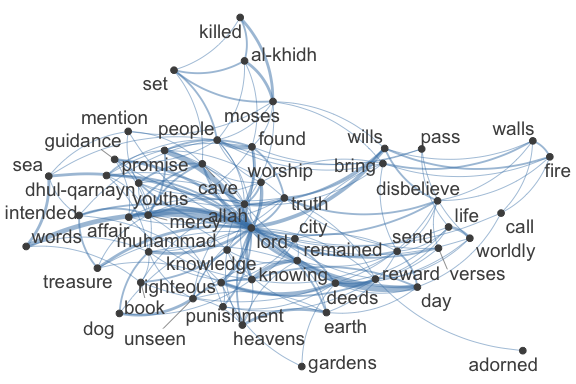 killed
al-khidh
set
moses
mention
people
found
wills
pass
walls
guidance
sea
promise
worship
bring
fire
dhul-qarnayn
cave
disbelieve
youths
truth
intended
allah
mercy
affair
city
life
call
words
muhammad
lord
remained
send
worldly
knowledge
treasure
knowing
reward
verses
righteous
deeds
day
book
punishment
earth
dog
unseen
heavens
gardens
adorned